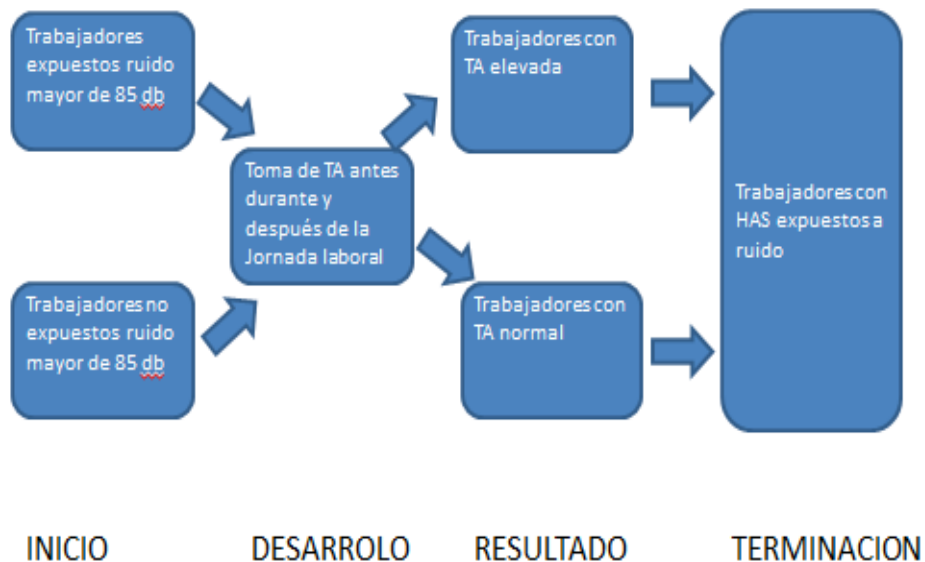 Trabajadores
expuestos ruido
mayor de 85 db
Trabajadores no
expuestos ruido
mayor de 85 db
Toma de TA antes
durante y
después de la
Jornada laboral
Trabajadores con
TA elevada
Trabajadores con
TA normal
Trabajadores con
HAS expuestos a
ruido
INICIO
DESARROLO
RESULTADO
TERMINACION